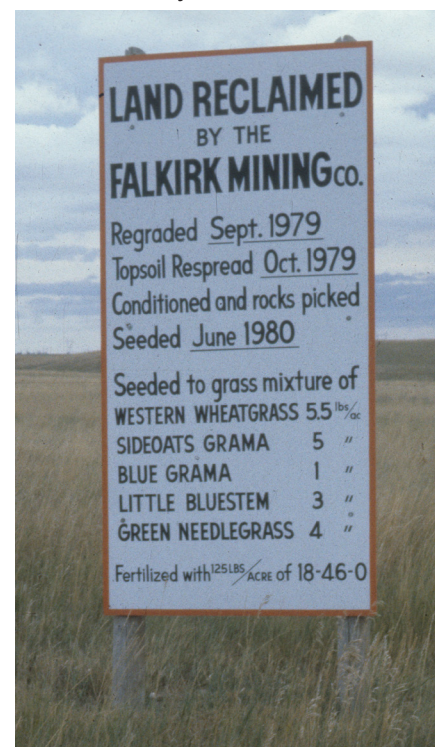 LAND RECLAIMED
BY THE
FALKIRK MINING CO.
Regraded Sept. 1979
Topsoil Respread Oct. 1979
Conditioned and rocks picked
Seeded June 1980
Seeded to grass mixture of
WESTERN WHEATGRASS 5.5 lbs/ac
SIDEOATS GRAMA 5 "
BLUE GRAMA 1 "
LITTLE BLUESTEM 3 "
GREEN NEEDLEGRASS 4 "
Fertilized with 125 LBS/ACRE of 18-46-0